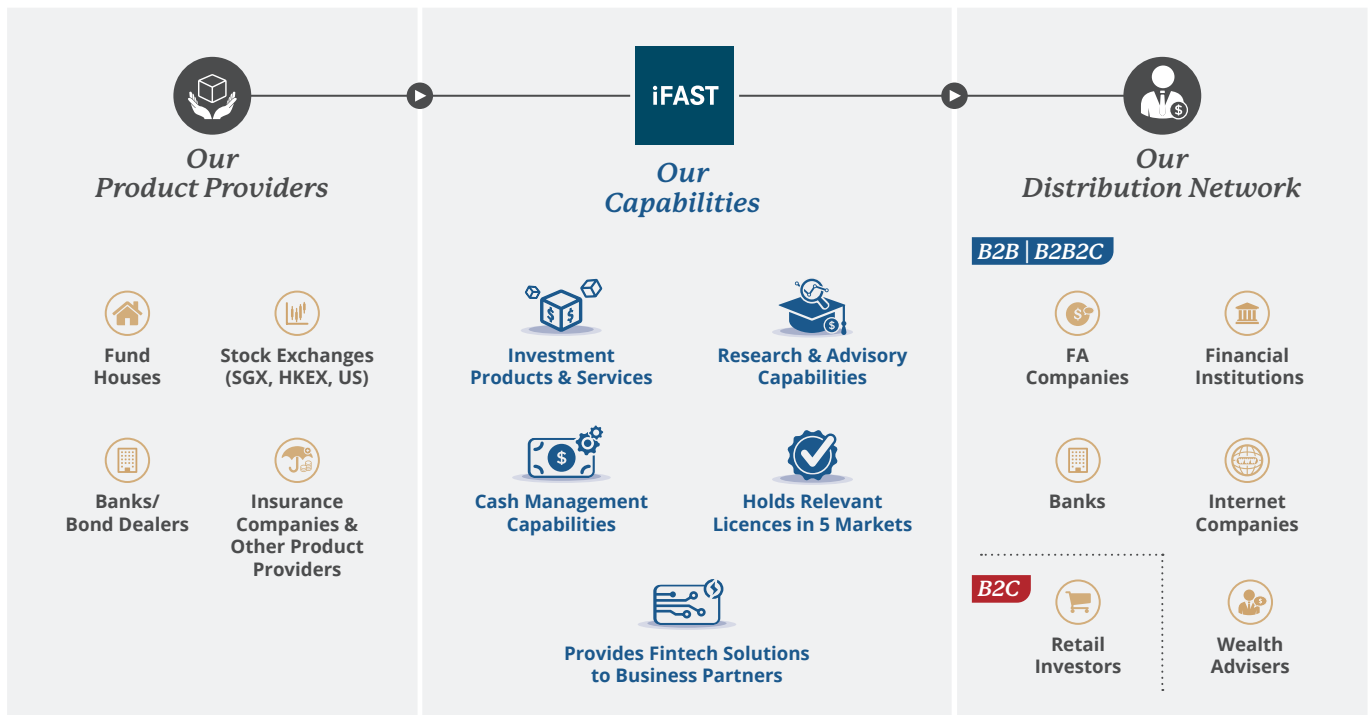 iFAST
Our
Product Providers
Fund
Houses
Stock Exchanges
(SGX, HKEX, US)
Banks/
Bond Dealers
Insurance
Companies &
Other Product
Providers
Our
Capabilities
Investment
Products & Services
Research & Advisory
Capabilities
Cash Management
Capabilities
Holds Relevant
Licences in 5 Markets
Provides Fintech Solutions
to Business Partners
Our
Distribution Network
B2B | B2B2C
FA
Companies
Financial
Institutions
Banks
Internet
Companies
B2C
Retail
Investors
Wealth
Advisers